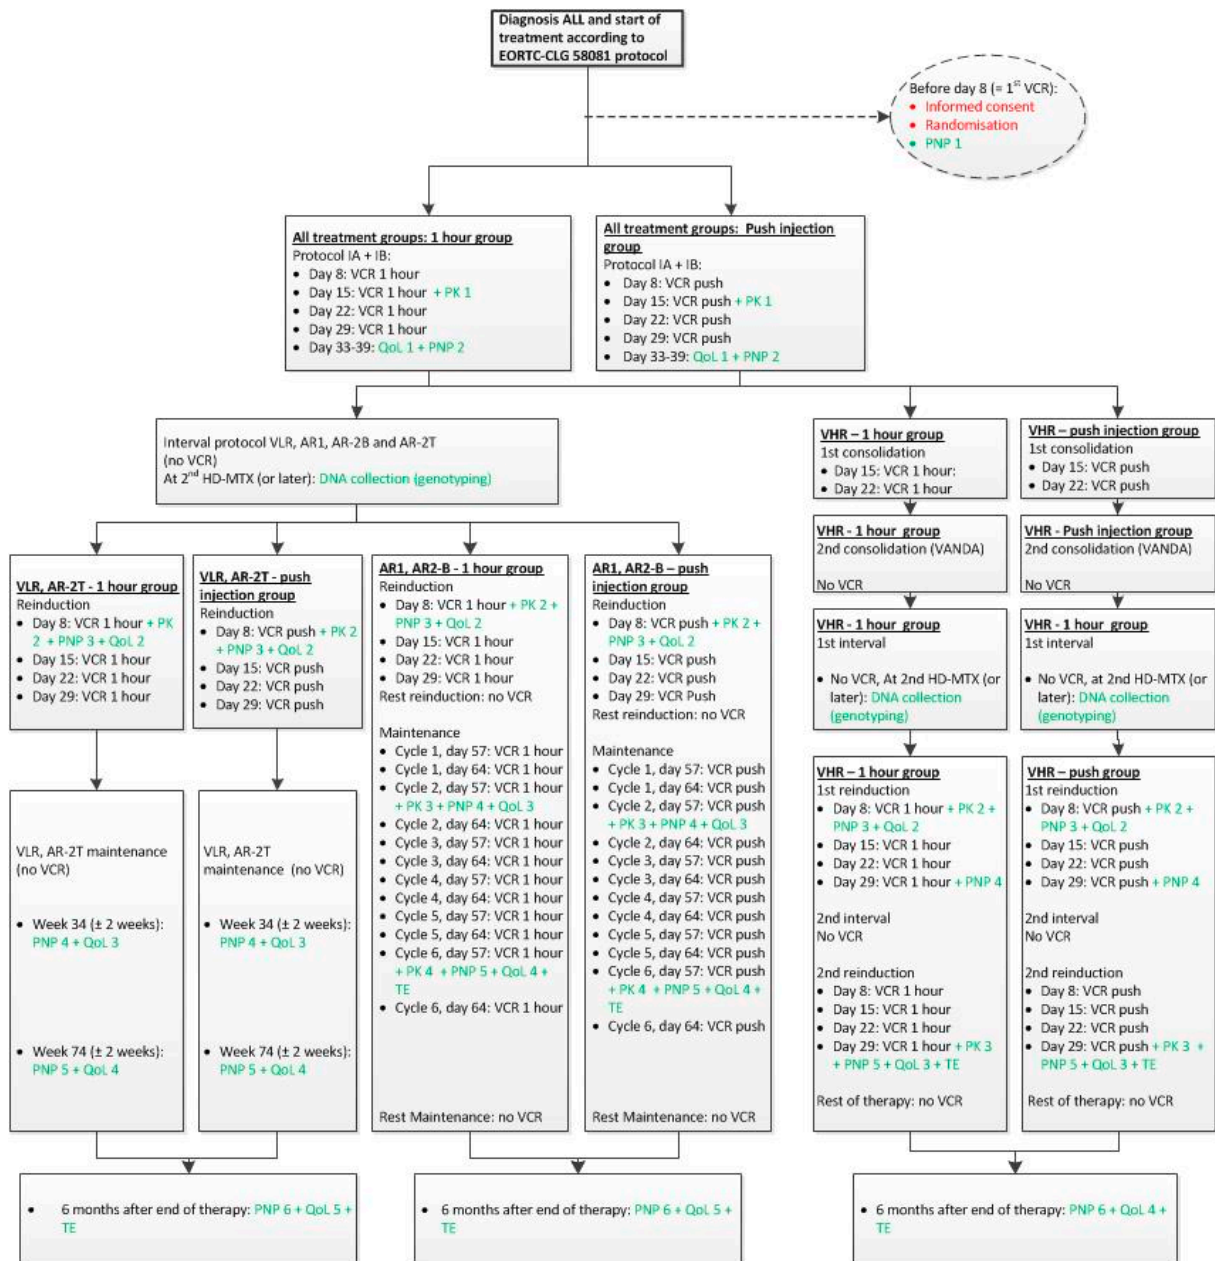 Diagnosis ALL and start of
treatment according to
EORTC-CLG 58081 protocol
Before day 8 (= 1st VCR):
• Informed consent
• Randomisation
• PNP 1
All treatment groups: 1 hour group
Protocol IA + IB:
• Day 8: VCR 1 hour
• Day 15: VCR 1 hour + PK 1
• Day 22: VCR 1 hour
• Day 29: VCR 1 hour
• Day 33-39: QoL 1 + PNP 2
All treatment groups: Push injection
group
Protocol IA + IB:
• Day 8: VCR push
• Day 15: VCR push + PK 1
• Day 22: VCR push
• Day 29: VCR push
• Day 33-39: QoL 1 + PNP 2
Interval protocol VLR, AR1, AR-2B and AR-2T
(no VCR)
At 2nd HD-MTX (or later): DNA collection (genotyping)
VHR – 1 hour group
1st consolidation
• Day 15: VCR 1 hour:
• Day 22: VCR 1 hour
VHR – push injection group
1st consolidation
• Day 15: VCR push
• Day 22: VCR push
VHR - 1 hour group
2nd consolidation (VANDA)
No VCR
VHR - Push injection group
2nd consolidation (VANDA)
No VCR
VHR - 1 hour group
1st interval
• No VCR, At 2nd HD-MTX (or
later): DNA collection
(genotyping)
VHR - 1 hour group
1st interval
• No VCR, at 2nd HD-MTX (or
later): DNA collection
(genotyping)
VLR, AR-2T - 1 hour group
Reinduction
• Day 8: VCR 1 hour + PK
2 + PNP 3 + QoL 2
• Day 15: VCR 1 hour
• Day 22: VCR 1 hour
• Day 29: VCR 1 hour
VLR, AR-2T - push
injection group
Reinduction
• Day 8: VCR push + PK 2
+ PNP 3 + QoL 2
• Day 15: VCR push
• Day 22: VCR push
• Day 29: VCR push
AR1, AR2-B - 1 hour group
Reinduction
• Day 8: VCR 1 hour + PK 2 +
PNP 3 + QoL 2
• Day 15: VCR 1 hour
• Day 22: VCR 1 hour
• Day 29: VCR 1 hour
Rest reinduction: no VCR
Maintenance
• Cycle 1, day 57: VCR 1 hour
• Cycle 1, day 64: VCR 1 hour
• Cycle 2, day 57: VCR 1 hour
+ PK 3 + PNP 4 + QoL 3
• Cycle 2, day 64: VCR 1 hour
• Cycle 3, day 57: VCR 1 hour
• Cycle 3, day 64: VCR 1 hour
• Cycle 4, day 57: VCR 1 hour
• Cycle 4, day 64: VCR 1 hour
• Cycle 5, day 57: VCR 1 hour
• Cycle 5, day 64: VCR 1 hour
• Cycle 6, day 57: VCR 1 hour
+ PK 4 + PNP 5 + QoL 4 +
TE
• Cycle 6, day 64: VCR 1 hour
Rest Maintenance: no VCR
AR1, AR2-B – push
injection group
Reinduction
• Day 8: VCR push + PK 2 +
PNP 3 + QoL 2
• Day 15: VCR push
• Day 22: VCR push
• Day 29: VCR Push
Rest reinduction: no VCR
Maintenance
• Cycle 1, day 57: VCR push
• Cycle 1, day 64: VCR push
• Cycle 2, day 57: VCR push
+ PK 3 + PNP 4 + QoL 3
• Cycle 2, day 64: VCR push
• Cycle 3, day 57: VCR push
• Cycle 3, day 64: VCR push
• Cycle 4, day 57: VCR push
• Cycle 4, day 64: VCR push
• Cycle 5, day 57: VCR push
• Cycle 5, day 64: VCR push
• Cycle 6, day 57: VCR push
+ PK 4 + PNP 5 + QoL 4 +
TE
• Cycle 6, day 64: VCR push
Rest Maintenance: no VCR
VHR – 1 hour group
1st reinduction
• Day 8: VCR 1 hour + PK 2 +
PNP 3 + QoL 2
• Day 15: VCR 1 hour
• Day 22: VCR 1 hour
• Day 29: VCR 1 hour + PNP 4
2nd interval
No VCR
2nd reinduction
• Day 8: VCR 1 hour
• Day 15: VCR 1 hour
• Day 22: VCR 1 hour
• Day 29: VCR 1 hour + PK 3
+ PNP 5 + QoL 3 + TE
Rest of therapy: no VCR
VHR – push group
1st reinduction
• Day 8: VCR push + PK 2 +
PNP 3 + QoL 2
• Day 15: VCR push
• Day 22: VCR push
• Day 29: VCR push + PNP 4
2nd interval
No VCR
2nd reinduction
• Day 8: VCR push
• Day 15: VCR push
• Day 22: VCR push
• Day 29: VCR push + PK 3 +
PNP 5 + QoL 3 + TE
Rest of therapy: no VCR
VLR, AR-2T maintenance
(no VCR)
• Week 34 (± 2 weeks):
PNP 4 + QoL 3
• Week 74 (± 2 weeks):
PNP 5 + QoL 4
VLR, AR-2T
maintenance (no VCR)
• Week 34 (± 2 weeks):
PNP 4 + QoL 3
• Week 74 (± 2 weeks):
PNP 5 + QoL 4
• 6 months after end of therapy: PNP 6 + QoL 5 +
TE
• 6 months after end of therapy: PNP 6 + QoL 5 +
TE
• 6 months after end of therapy: PNP 6 + QoL 4 +
TE